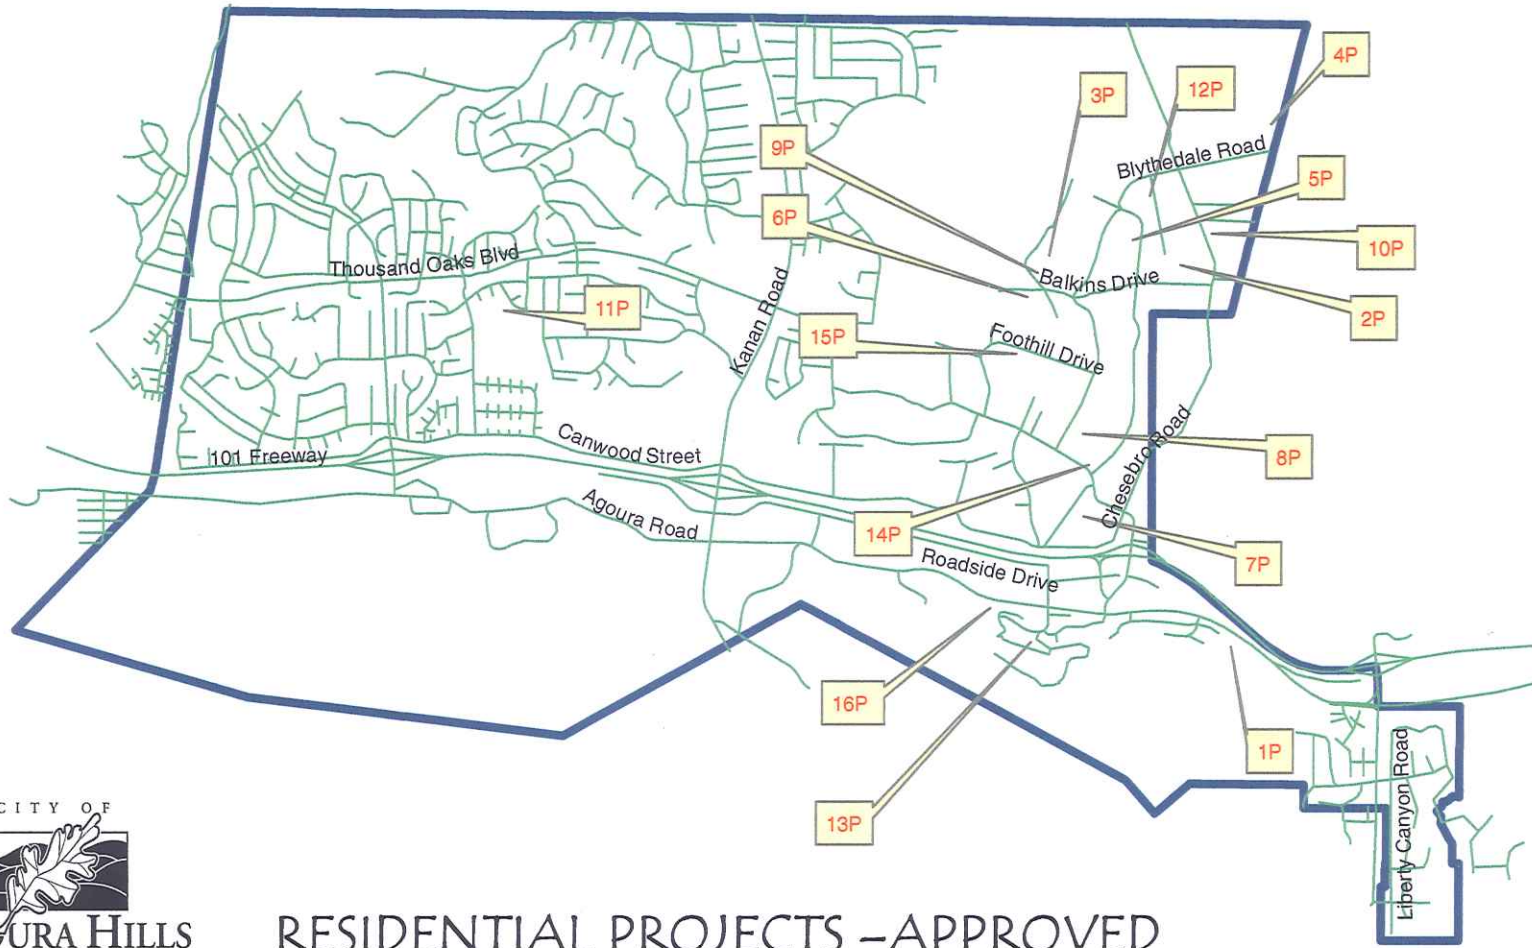 4P
3P
12P
9P
Blythedale Road
5P
6P
10P
Thousand Oaks Blvd
Balkins Drive
11P
Kanan Road
15P
2P
Foothill Drive
Canwood Street
101 Freeway
Chesebro Road
8P
Agoura Road
14P
7P
Roadside Drive
16P
1P
Liberty Canyon Road
13P
CITY OF
URA HILLS
RESIDENTIAL PROJECTS –APPROVED